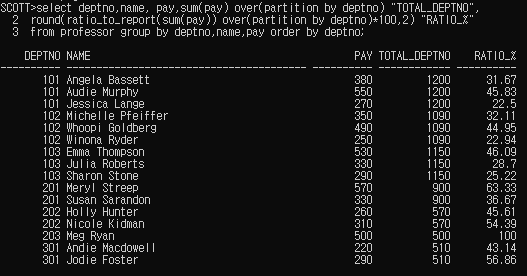 SCOTT>select deptno,name, pay,sum(pay) over(partition by deptno) "TOTAL_DEPTNO",
2 round(ratio_to_report(sum(pay)) over(partition by deptno)*100,2) "RATIO_%"
3 from professor group by deptno,name,pay order by deptno;
DEPTNO NAME PAY TOTAL_DEPTNO RATIO_%
---------- ---------------------------------------- ---------- ------------ ----------
101 Angela Bassett 380 1200 31.67
101 Audie Murphy 550 1200 45.83
101 Jessica Lange 270 1200 22.5
102 Michelle Pfeiffer 350 1090 32.11
102 Whoopi Goldberg 490 1090 44.95
102 Winona Ryder 250 1090 22.94
103 Emma Thompson 530 1150 46.09
103 Julia Roberts 330 1150 28.7
103 Sharon Stone 290 1150 25.22
201 Meryl Streep 570 900 63.33
201 Susan Sarandon 330 900 36.67
202 Holly Hunter 260 570 45.61
202 Nicole Kidman 310 570 54.39
203 Meg Ryan 500 500 100
301 Andie Macdowell 220 510 43.14
301 Jodie Foster 290 510 56.86